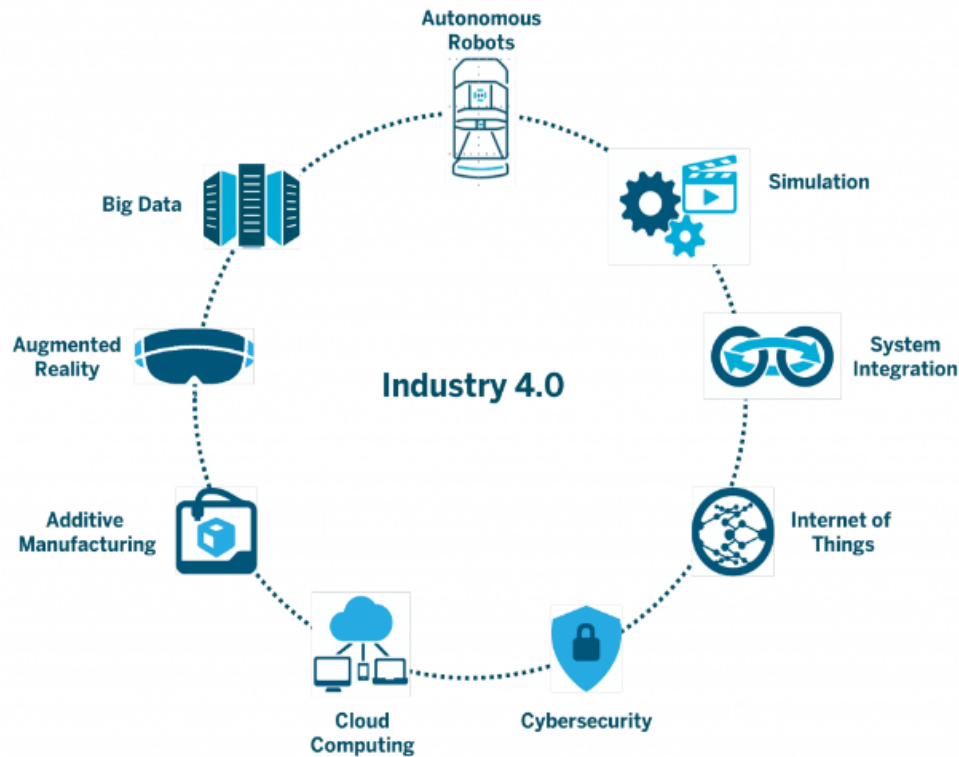 Autonomous
Robots
Simulation
System
Integration
Internet of
Things
Cybersecurity
Cloud
Computing
Additive
Manufacturing
Augmented
Reality
Big Data
Industry 4.0